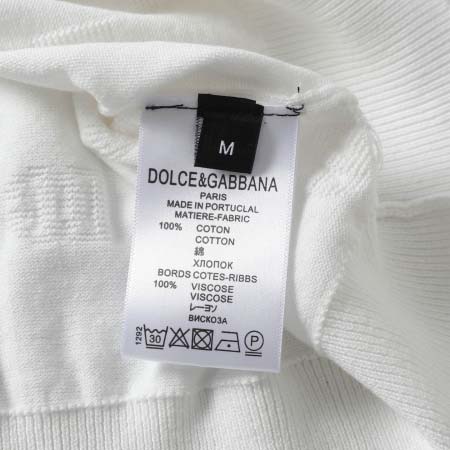 M
DOLCE&GABBANA
PARIS
MADE IN PORTUCLAL
MATIERE-FABRIC
100% COTON
COTTON
綿
ХЛОПОК
BORDS COTES-RIBBS
100% VISCOSE
VISCOSE
レーヨン
ВИСКОЗА
1292
30
P